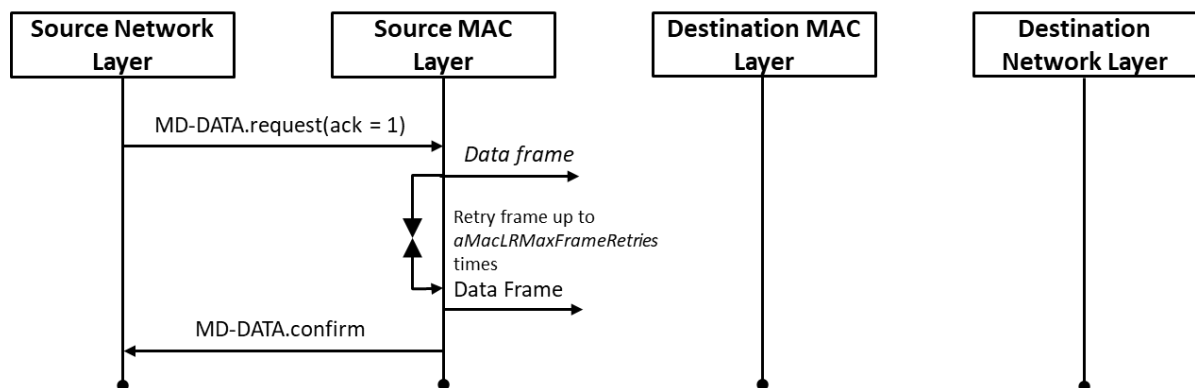 Source Network
Layer
Source MAC
Layer
Destination MAC
Layer
Destination
Network Layer
MD-DATA.request(ack = 1)
Data frame
Retry frame up to
aMacLRMaxFrameRetries
times
Data Frame
MD-DATA.confirm